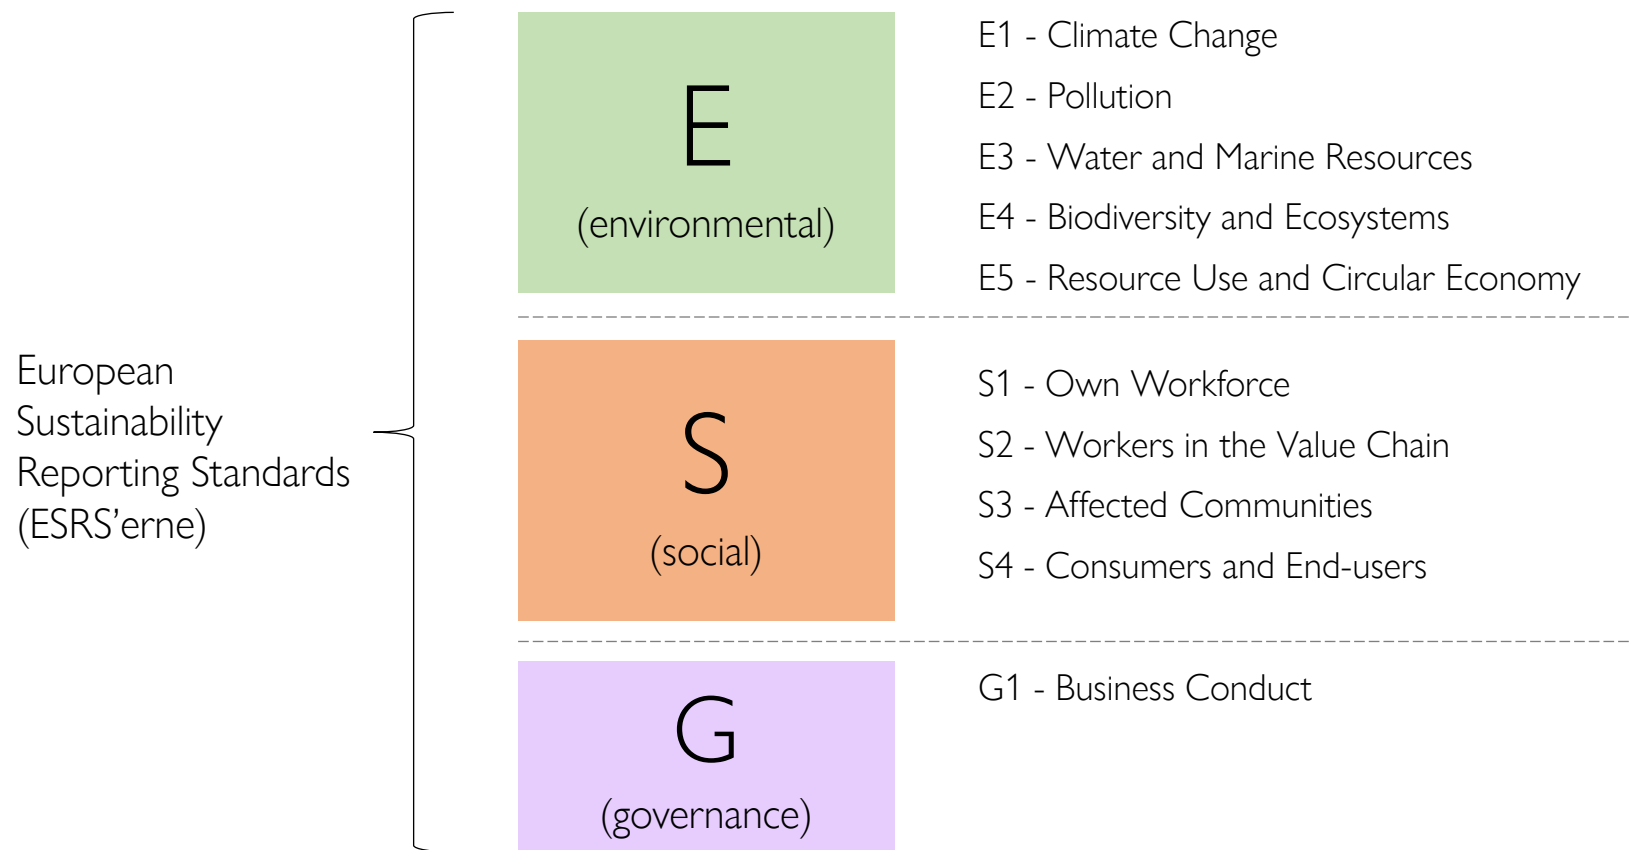 European
Sustainability
Reporting Standards
(ESRS’erne)
E
(environmental)
E1 - Climate Change
E2 - Pollution
E3 - Water and Marine Resources
E4 - Biodiversity and Ecosystems
E5 - Resource Use and Circular Economy
S
(social)
S1 - Own Workforce
S2 - Workers in the Value Chain
S3 - Affected Communities
S4 - Consumers and End-users
G
(governance)
G1 - Business Conduct